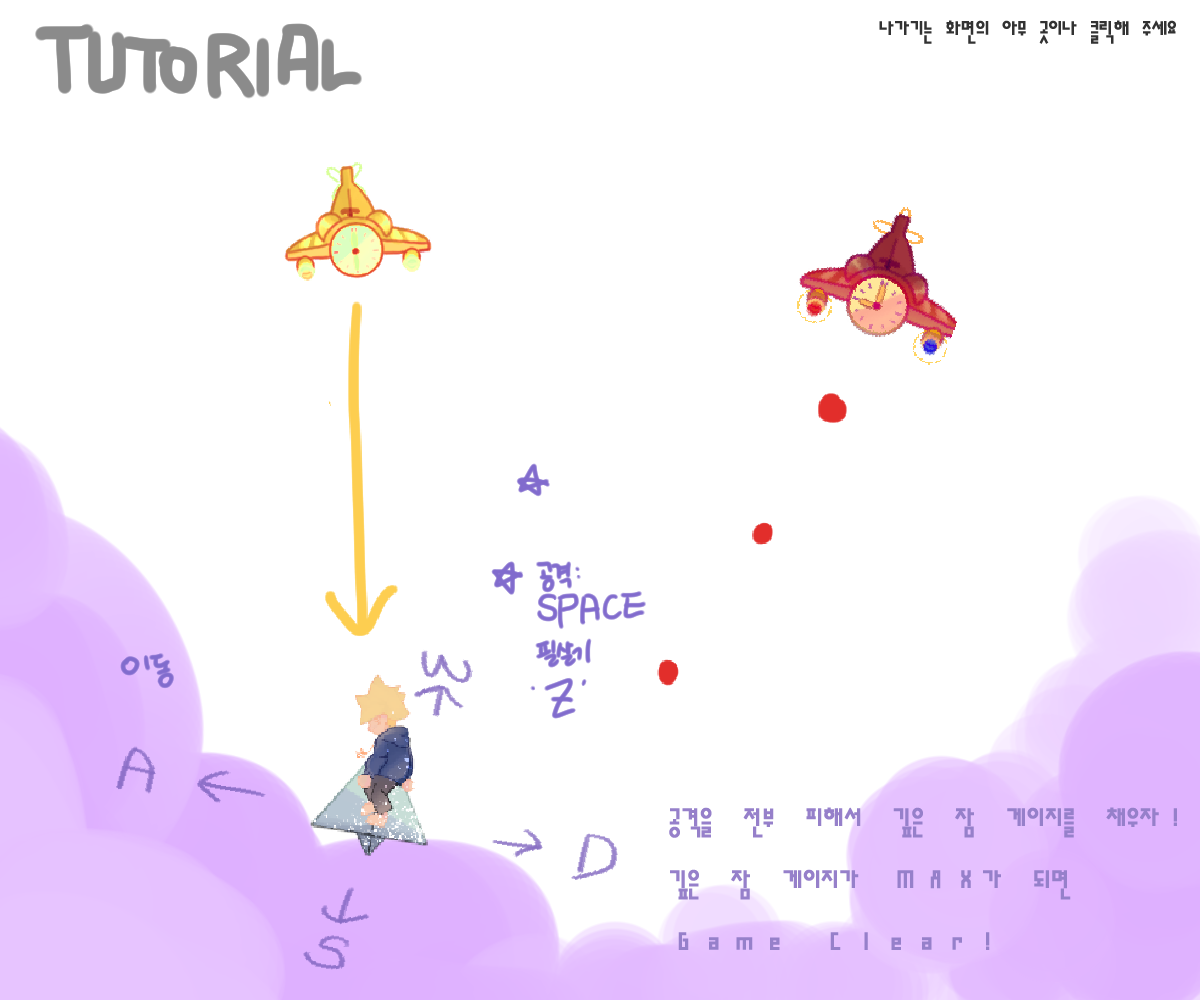 TUTORIAL
나가기는 화면의 아무 곳이나 클릭해 주세요
공격:
SPACE
필살기
'Z'
이동
W
A
D
S
공격을 전부 피해서 깊은 잠 게이지를 채우자!
깊은 잠 게이지가 MAX가 되면
Game Clear!